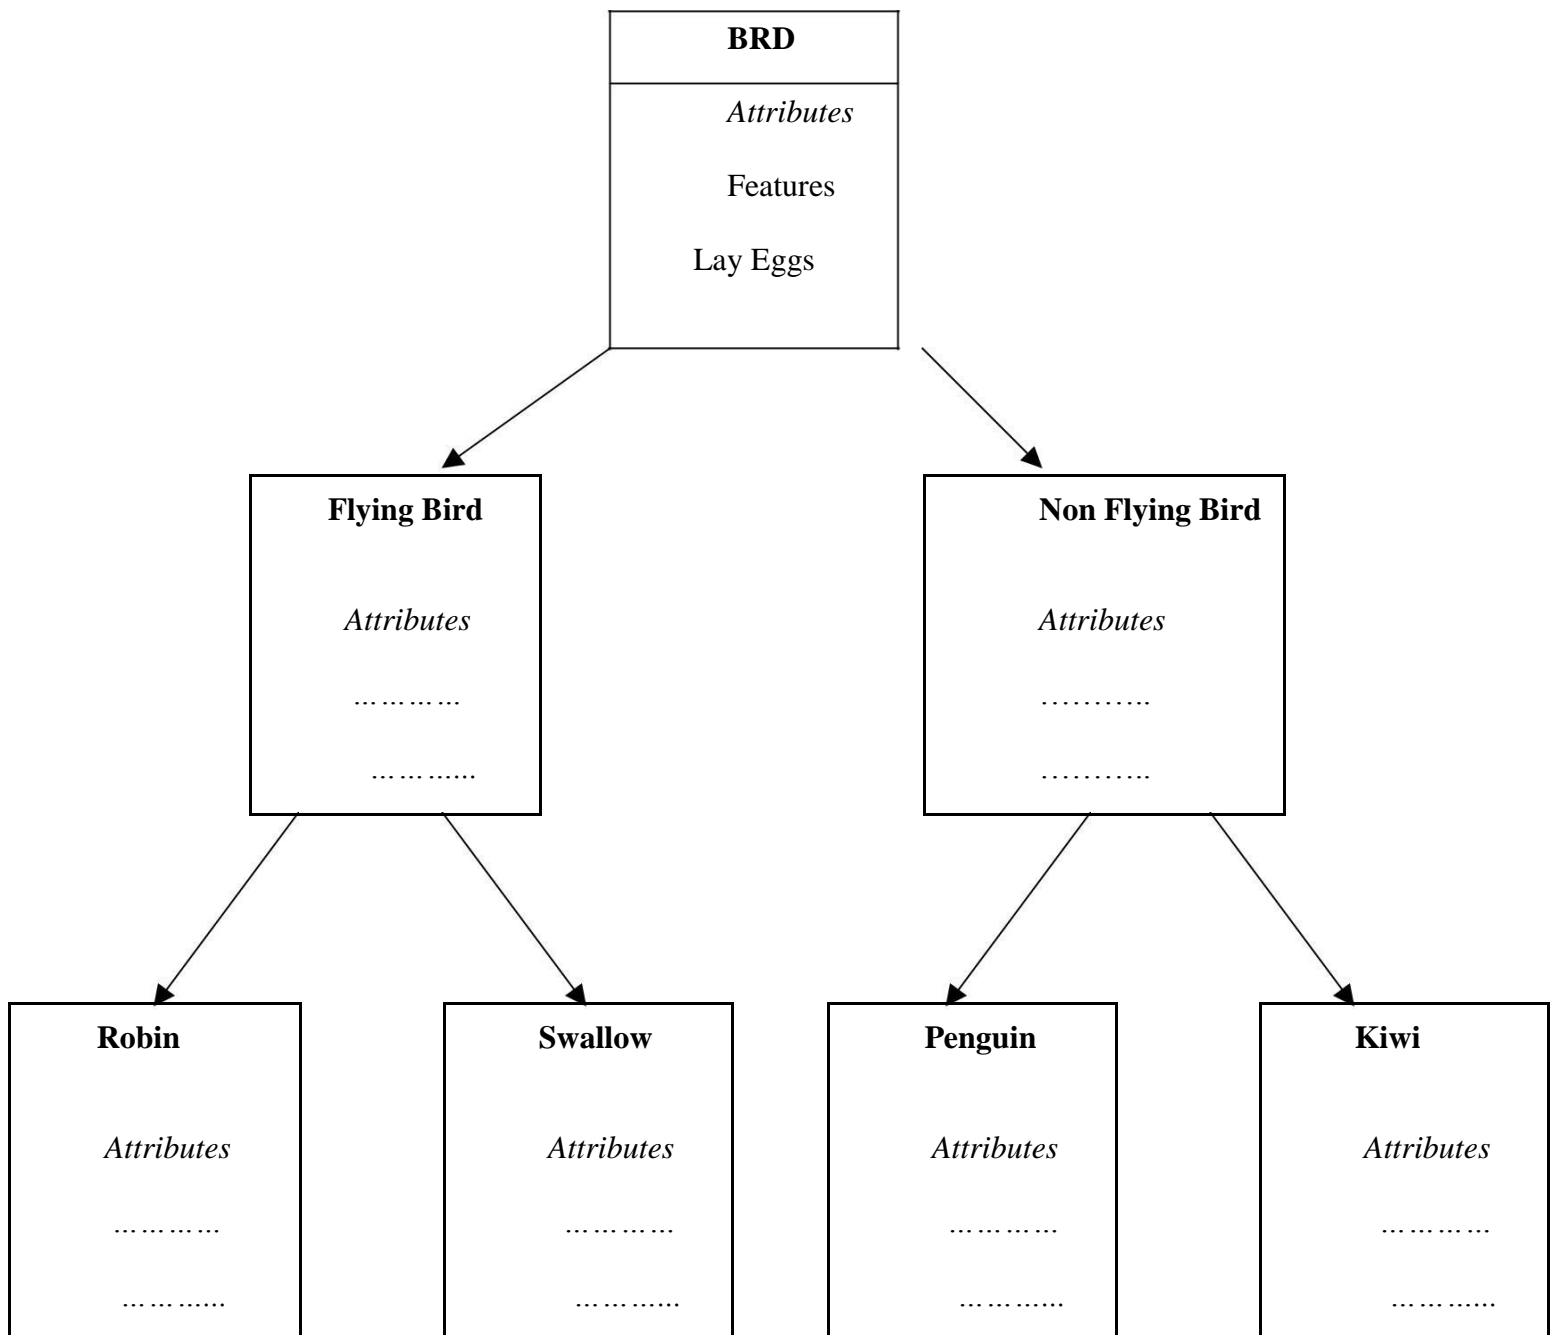 BRD
Attributes
Features
Lay Eggs
Flying Bird
Attributes
…………
………...
Non Flying Bird
Attributes
………..
………..
Robin
Attributes
…………
………...
Swallow
Attributes
…………
………...
Penguin
Attributes
…………
………...
Kiwi
Attributes
…………
………...